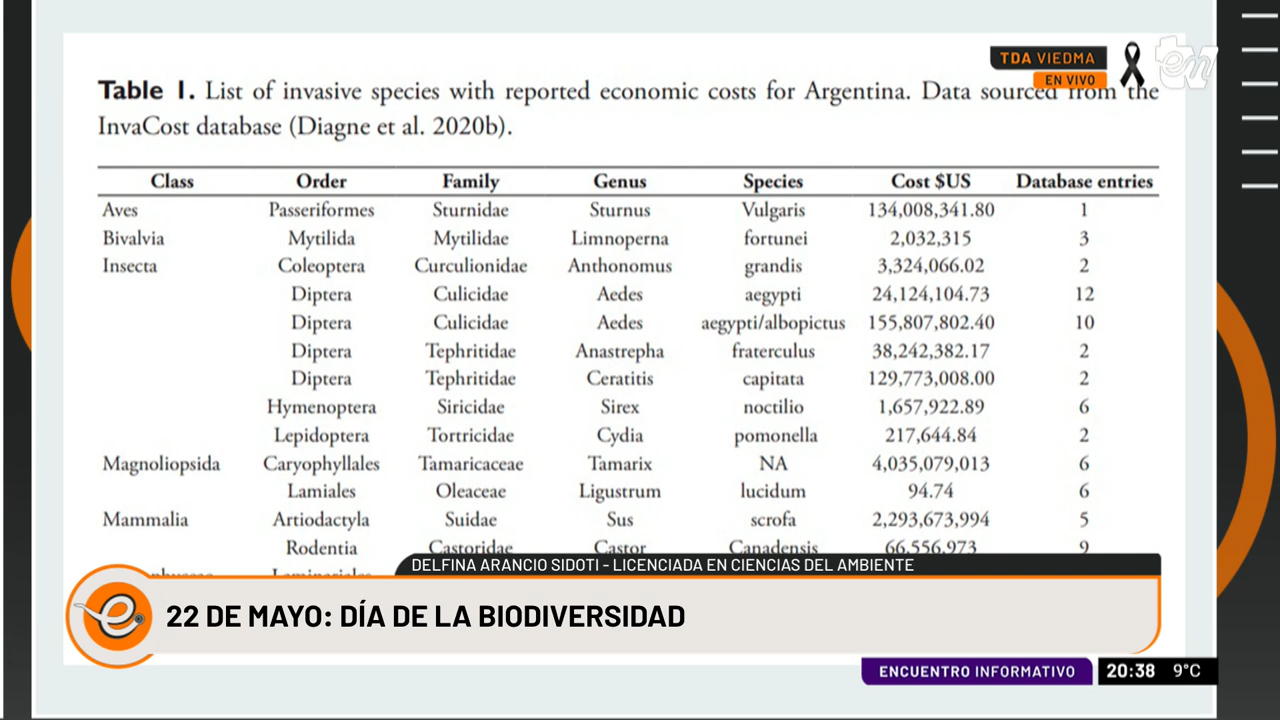 TDA VIEDMA
EN VIVO
Table 1. List of invasive species with reported economic costs for Argentina. Data sourced from the
InvaCost database (Diagne et al. 2020b).
Class Order Family Genus Species Cost $US Database entries
Aves Passeriformes Sturnidae Sturnus Vulgaris 134,008,341.80 1
Bivalvia Mytilida Mytilidae Limnoperna fortunei 2,032,315 3
Insecta Coleoptera Curculionidae Anthonomus grandis 3,324,066.02 2
Diptera Culicidae Aedes aegypti 24,124,104.73 12
Diptera Culicidae Aedes aegypti/albopictus 155,807,802.40 10
Diptera Tephritidae Anastrepha fraterculus 38,242,382.17 2
Diptera Tephritidae Ceratitis capitata 129,773,008.00 2
Hymenoptera Siricidae Sirex noctilio 1,657,922.89 6
Lepidoptera Tortricidae Cydia pomonella 217,644.84 2
Magnoliopsida Caryophyllales Tamaricaceae Tamarix NA 4,035,079,013 6
Lamiales Oleaceae Ligustrum lucidum 94.74 6
Mammalia Artiodactyla Suidae Sus scrofa 2,293,673,994 5
Rodentia Castoridae Castor Canadensis 66,556,973 9
DELFINA ARANCIO SIDOTI - LICENCIADA EN CIENCIAS DEL AMBIENTE
22 DE MAYO: DÍA DE LA BIODIVERSIDAD
ENCUENTRO INFORMATIVO 20:38 9°C